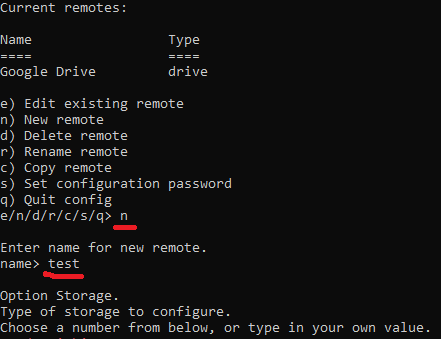 Current remotes:
Name Type
==== ====
Google Drive drive
e) Edit existing remote
n) New remote
d) Delete remote
r) Rename remote
c) Copy remote
s) Set configuration password
q) Quit config
e/n/d/r/c/s/q> n
Enter name for new remote.
name> test
Option Storage.
Type of storage to configure.
Choose a number from below, or type in your own value.